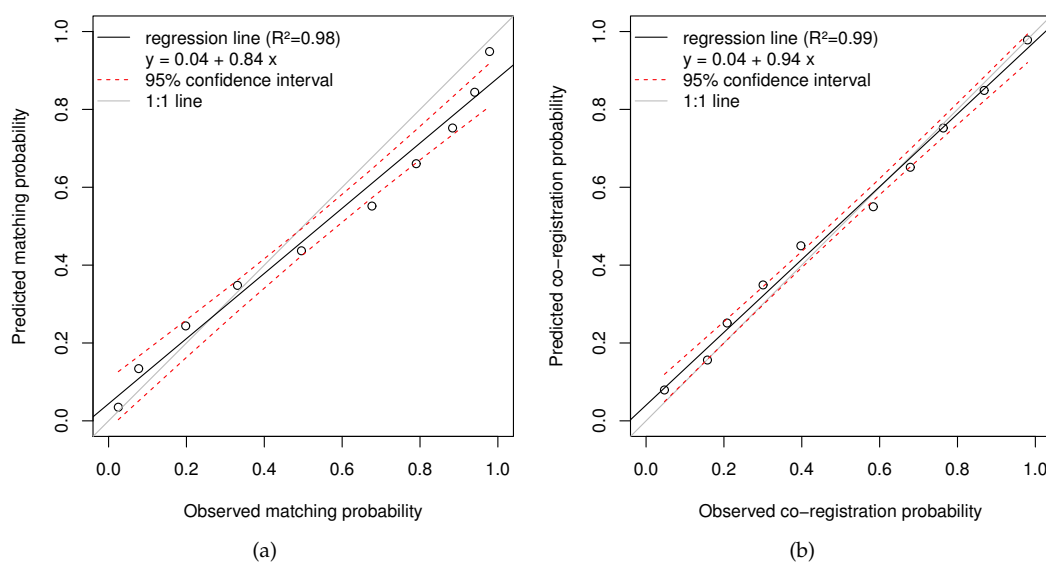 regression line (R²=0.98)
y = 0.04 + 0.84 x
95% confidence interval
1:1 line
Predicted matching probability
1.0
0.8
0.6
0.4
0.2
0.0
0.0 0.2 0.4 0.6 0.8 1.0
Observed matching probability
(a)
regression line (R²=0.99)
y = 0.04 + 0.94 x
95% confidence interval
1:1 line
Predicted co−registration probability
1.0
0.8
0.6
0.4
0.2
0.0
0.0 0.2 0.4 0.6 0.8 1.0
Observed co−registration probability
(b)